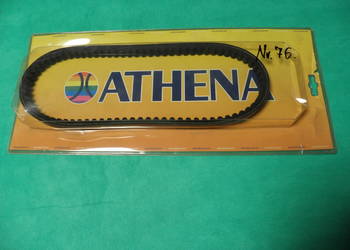 Nr. 76.
ATHENA